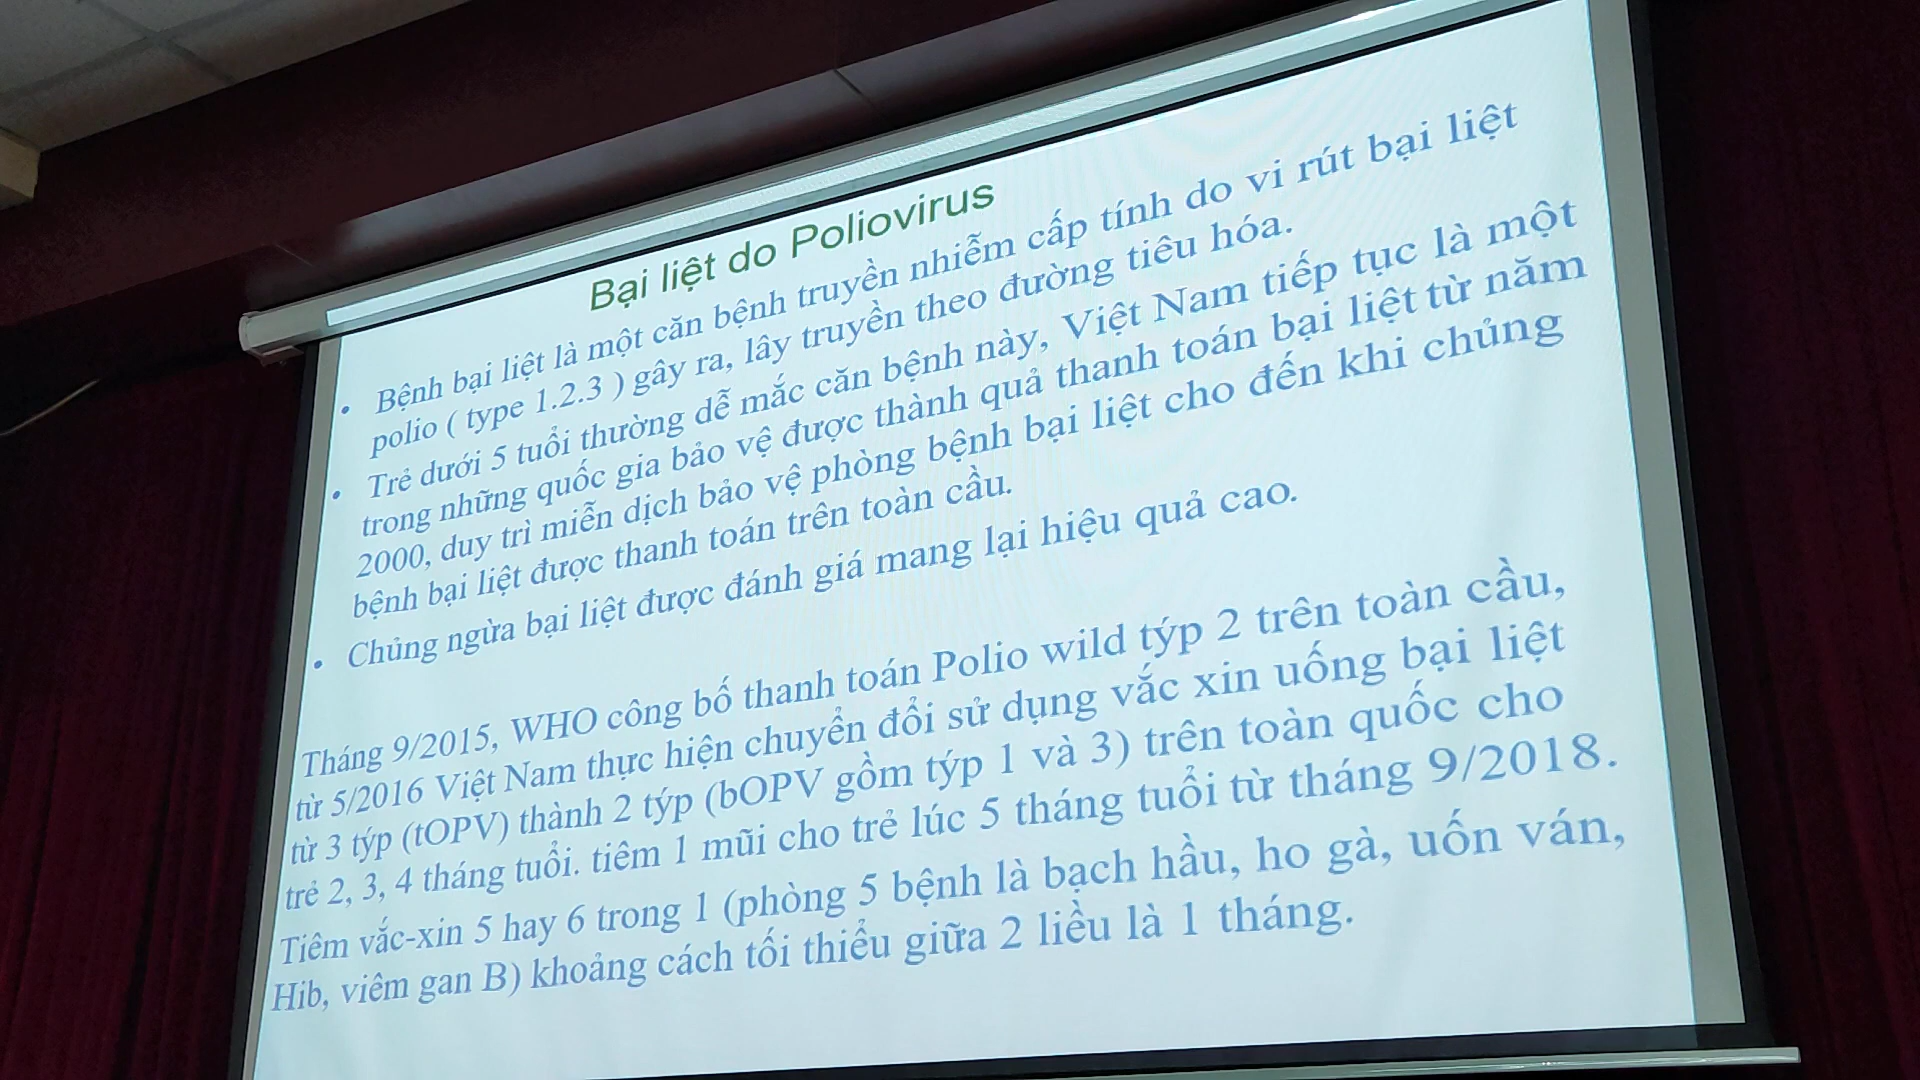 Bại liệt do Poliovirus
• Bệnh bại liệt là một căn bệnh truyền nhiễm cấp tính do vi rút bại liệt
polio ( type 1.2.3 ) gây ra, lây truyền theo đường tiêu hóa.
• Trẻ dưới 5 tuổi thường dễ mắc căn bệnh này, Việt Nam tiếp tục là một
trong những quốc gia bảo vệ được thành quả thanh toán bại liệt từ năm
2000, duy trì miễn dịch bảo vệ phòng bệnh bại liệt cho đến khi chủng
bệnh bại liệt được thanh toán trên toàn cầu.
• Chủng ngừa bại liệt được đánh giá mang lại hiệu quả cao.
Tháng 9/2015, WHO công bố thanh toán Polio wild týp 2 trên toàn cầu,
từ 5/2016 Việt Nam thực hiện chuyển đổi sử dụng vắc xin uống bại liệt
từ 3 týp (tOPV) thành 2 týp (bOPV gồm týp 1 và 3) trên toàn quốc cho
trẻ 2, 3, 4 tháng tuổi. tiêm 1 mũi cho trẻ lúc 5 tháng tuổi từ tháng 9/2018.
Tiêm vắc-xin 5 hay 6 trong 1 (phòng 5 bệnh là bạch hầu, ho gà, uốn ván,
Hib, viêm gan B) khoảng cách tối thiểu giữa 2 liều là 1 tháng.